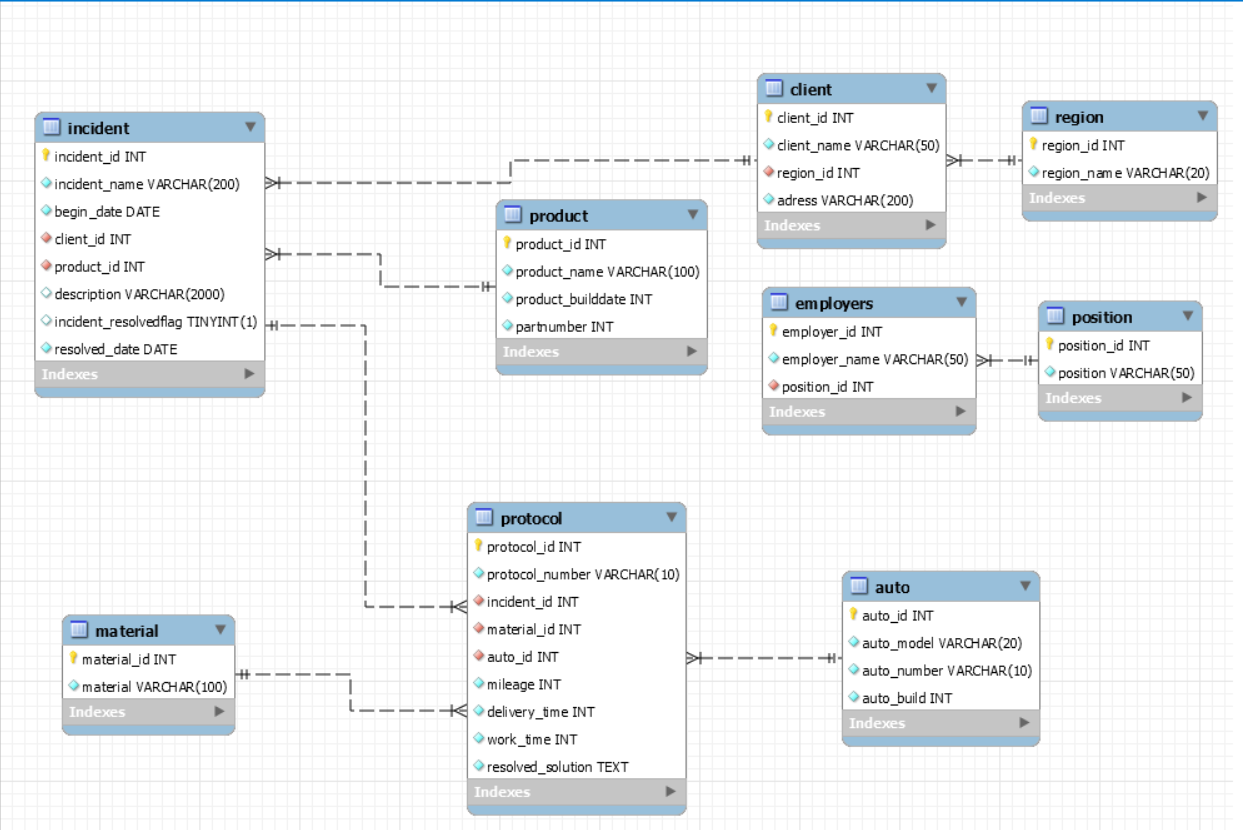 incident
incident_id INT
incident_name VARCHAR(200)
begin_date DATE
client_id INT
product_id INT
description VARCHAR(2000)
incident_resolvedflag TINYINT(1)
resolved_date DATE
Indexes
product
product_id INT
product_name VARCHAR(100)
product_builddate INT
partnumber INT
Indexes
client
client_id INT
client_name VARCHAR(50)
region_id INT
adress VARCHAR(200)
Indexes
region
region_id INT
region_name VARCHAR(20)
Indexes
employers
employer_id INT
employer_name VARCHAR(50)
position_id INT
Indexes
position
position_id INT
position VARCHAR(50)
Indexes
protocol
protocol_id INT
protocol_number VARCHAR(10)
incident_id INT
material_id INT
auto_id INT
mileage INT
delivery_time INT
work_time INT
resolved_solution TEXT
Indexes
material
material_id INT
material VARCHAR(100)
Indexes
auto
auto_id INT
auto_model VARCHAR(20)
auto_number VARCHAR(10)
auto_build INT
Indexes